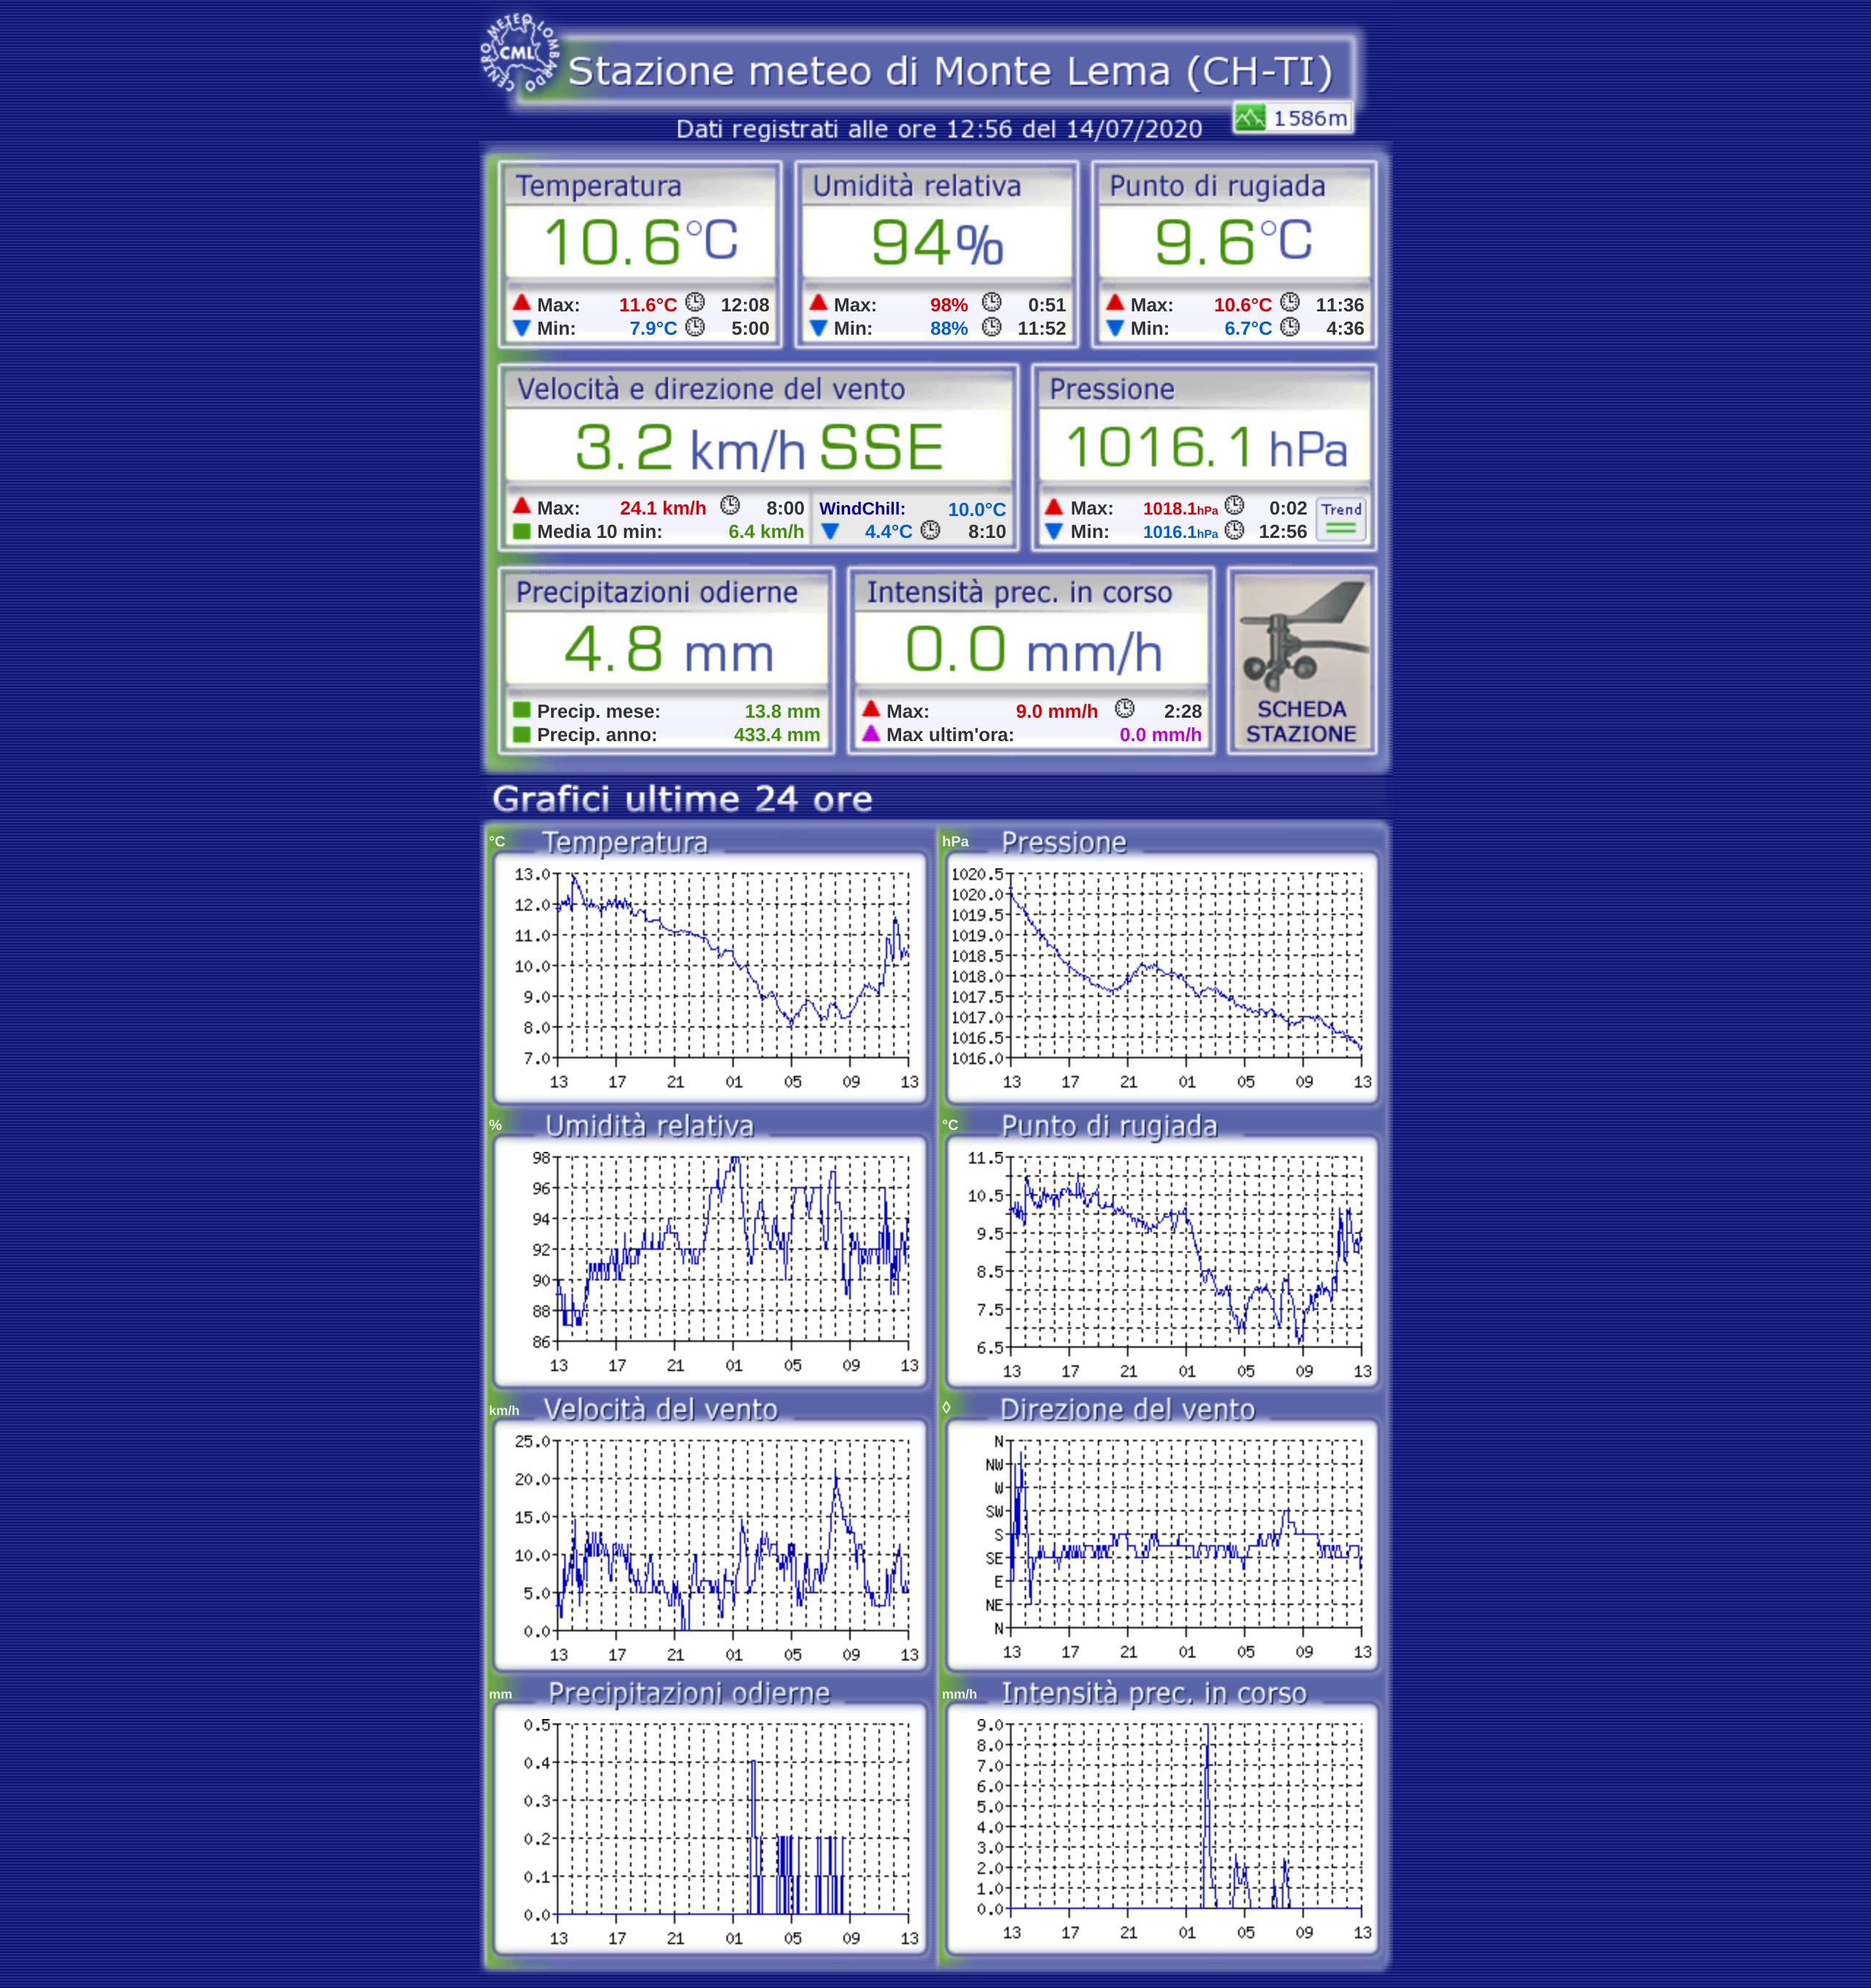 CENTRO METEO LOMBARDO
CML
Stazione meteo di Monte Lema (CH-TI)
1586m
Dati registrati alle ore 12:56 del 14/07/2020
Temperatura
10.6°C
Max: 11.6°C 12:08
Min: 7.9°C 5:00
Umidità relativa
94%
Max: 98% 0:51
Min: 88% 11:52
Punto di rugiada
9.6°C
Max: 10.6°C 11:36
Min: 6.7°C 4:36
Velocità e direzione del vento
3.2 km/h SSE
Max: 24.1 km/h 8:00
Media 10 min: 6.4 km/h
WindChill: 10.0°C
4.4°C 8:10
Pressione
1016.1 hPa
Max: 1018.1hPa 0:02
Min: 1016.1hPa 12:56
Trend
Precipitazioni odierne
4.8 mm
Precip. mese: 13.8 mm
Precip. anno: 433.4 mm
Intensità prec. in corso
0.0 mm/h
Max: 9.0 mm/h 2:28
Max ultim'ora: 0.0 mm/h
SCHEDA
STAZIONE
Grafici ultime 24 ore
°C Temperatura
13.0
12.0
11.0
10.0
9.0
8.0
7.0
13 17 21 01 05 09 13
hPa Pressione
1020.5
1020.0
1019.5
1019.0
1018.5
1018.0
1017.5
1017.0
1016.5
1016.0
13 17 21 01 05 09 13
% Umidità relativa
98
96
94
92
90
88
86
13 17 21 01 05 09 13
°C Punto di rugiada
11.5
10.5
9.5
8.5
7.5
6.5
13 17 21 01 05 09 13
km/h Velocità del vento
25.0
20.0
15.0
10.0
5.0
0.0
13 17 21 01 05 09 13
◊ Direzione del vento
N
NW
W
SW
S
SE
E
NE
N
13 17 21 01 05 09 13
mm Precipitazioni odierne
0.5
0.4
0.3
0.2
0.1
0.0
13 17 21 01 05 09 13
mm/h Intensità prec. in corso
9.0
8.0
7.0
6.0
5.0
4.0
3.0
2.0
1.0
0.0
13 17 21 01 05 09 13